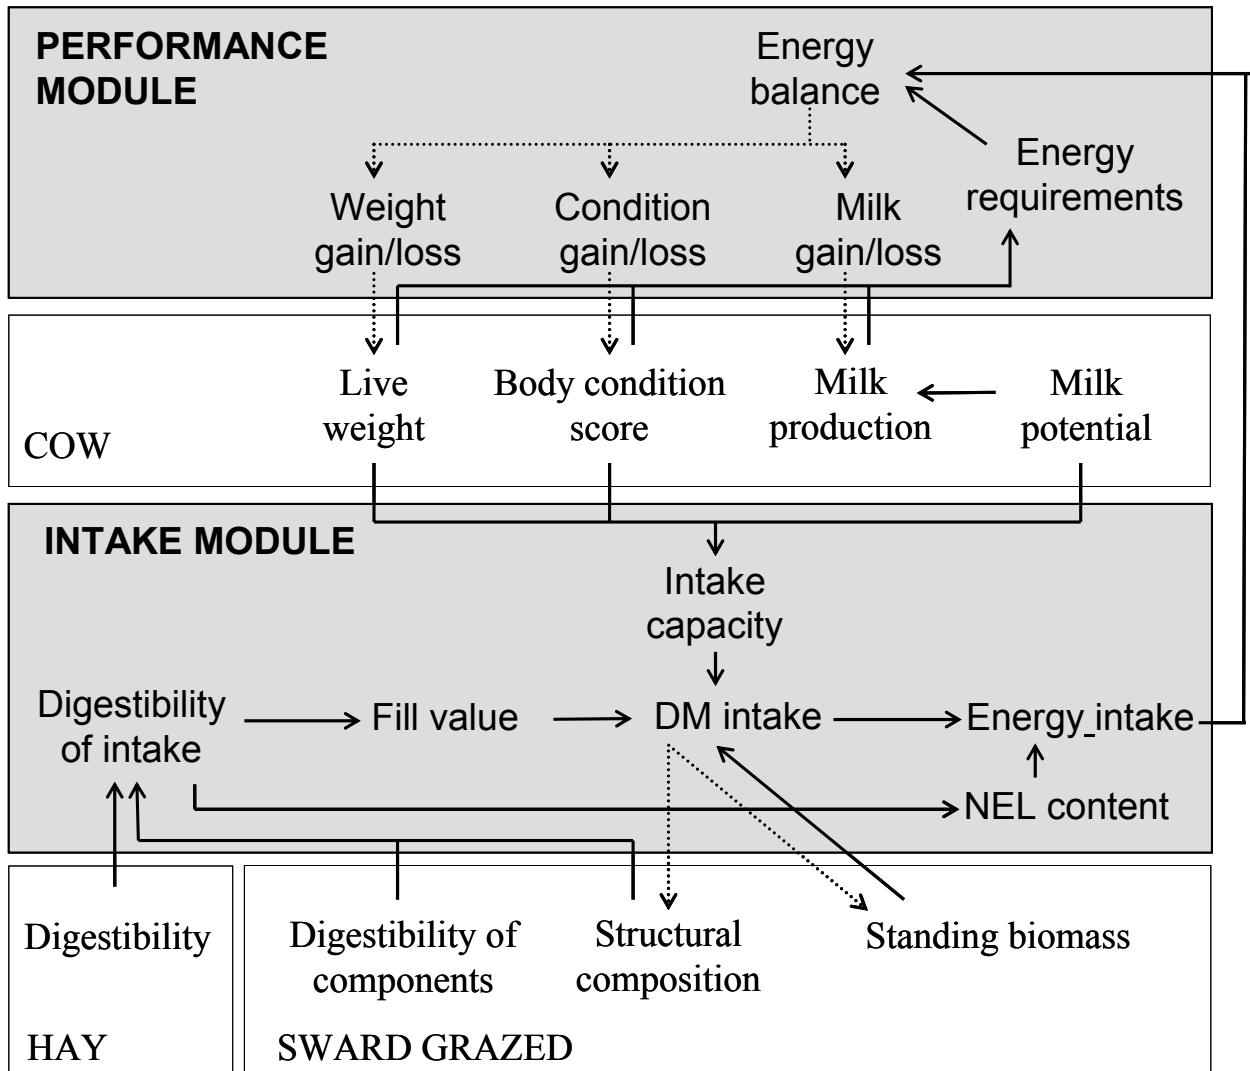 PERFORMANCE
MODULE
Energy
balance
Energy
requirements
Weight
gain/loss
Condition
gain/loss
Milk
gain/loss
Live
weight
Body condition
score
Milk
production
Milk
potential
COW
INTAKE MODULE
Intake
capacity
Digestibility
of intake
Fill value
DM intake
Energy_intake
NEL content
Digestibility
HAY
Digestibility of
components
Structural
composition
Standing biomass
SWARD GRAZED